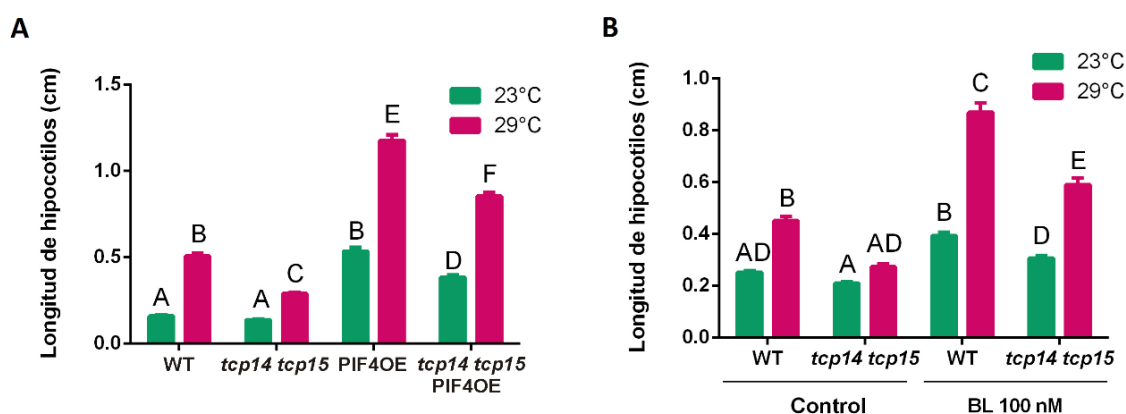 A
Longitud de hipocotilos (cm)
1.5
1.0
0.5
0.0
23°C
29°C
A
B
A
C
B
E
D
F
WT
tcp14 tcp15
PIF4OE
tcp14 tcp15
PIF4OE
B
Longitud de hipocotilos (cm)
1.0
0.8
0.6
0.4
0.2
0.0
23°C
29°C
AD
B
A
AD
B
C
D
E
WT
tcp14 tcp15
WT
tcp14 tcp15
Control
BL 100 nM